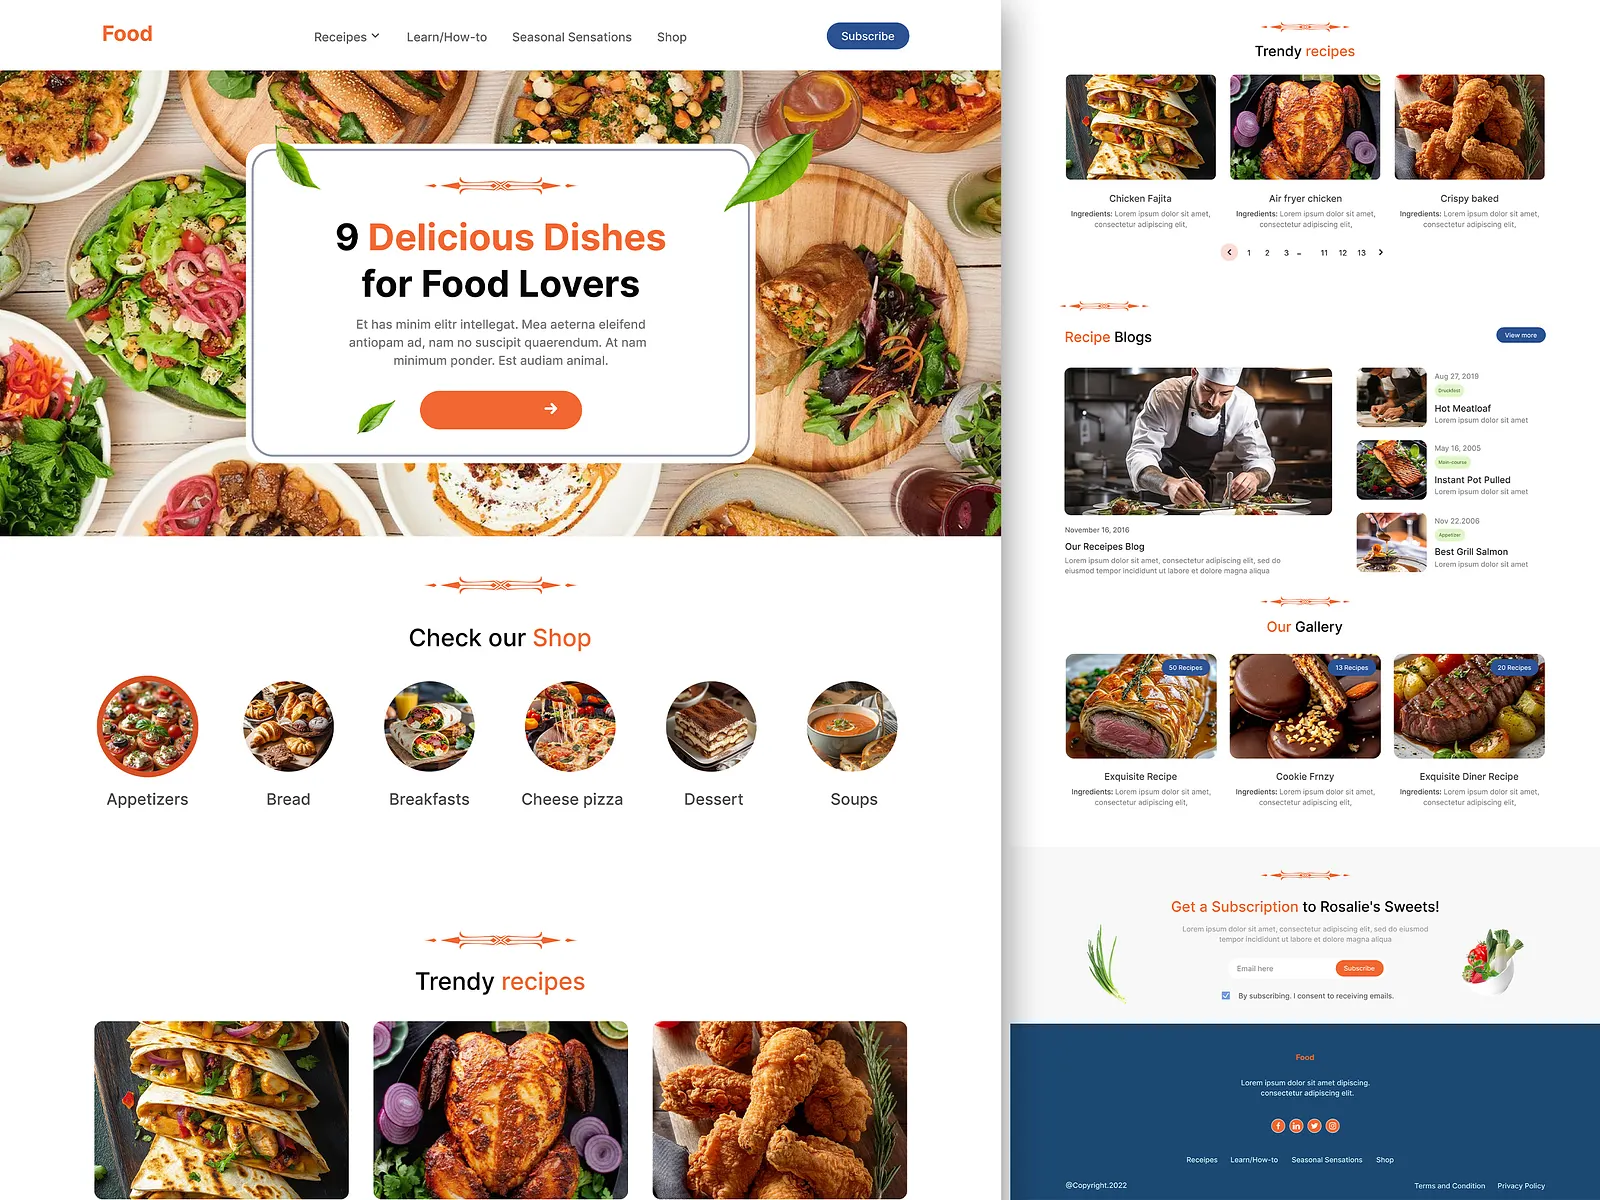 Food
Receipes
Learn/How-to
Seasonal Sensations
Shop
Subscribe
9 Delicious Dishes
for Food Lovers
Et has minim elitr intellegat. Mea aeterna eleifend
antiopam ad, nam no suscipit quaerendum. At nam
minimum ponder. Est audiam animal.
Check our Shop
Appetizers
Bread
Breakfasts
Cheese pizza
Dessert
Soups
Trendy recipes
Trendy recipes
Chicken Fajita
Ingredients: Lorem ipsum dolor sit amet,
consectetur adipiscing elit,
Air fryer chicken
Ingredients: Lorem ipsum dolor sit amet,
consectetur adipiscing elit,
Crispy baked
Ingredients: Lorem ipsum dolor sit amet,
consectetur adipiscing elit,
1 2 3 - 11 12 13
Recipe Blogs
View more
November 16, 2016
Our Receipes Blog
Lorem ipsum dolor sit amet, consectetur adipiscing elit, sed do
eiusmod tempor incididunt ut labore et dolore magna aliqua
Aug 27, 2019
Druckfast
Hot Meatloaf
Lorem ipsum dolor sit amet
May 16, 2005
Main-course
Instant Pot Pulled
Lorem ipsum dolor sit amet
Nov 22,2006
Appetizer
Best Grill Salmon
Lorem ipsum dolor sit amet
Our Gallery
50 Recipes
13 Recipes
20 Recipes
Exquisite Recipe
Ingredients: Lorem ipsum dolor sit amet,
consectetur adipiscing elit,
Cookie Frnzy
Ingredients: Lorem ipsum dolor sit amet,
consectetur adipiscing elit,
Exquisite Diner Recipe
Ingredients: Lorem ipsum dolor sit amet,
consectetur adipiscing elit,
Get a Subscription to Rosalie's Sweets!
Lorem ipsum dolor sit amet, consectetur adipiscing elit, sed do eiusmod
tempor incididunt ut labore et dolore magna aliqua
Email here
Subscribe
By subscribing. I consent to receiving emails.
Food
Lorem ipsum dolor sit amet dipiscing.
consectetur adipiscing elit.
Receipes
Learn/How-to
Seasonal Sensations
Shop
@Copyright.2022
Terms and Condition
Privacy Policy